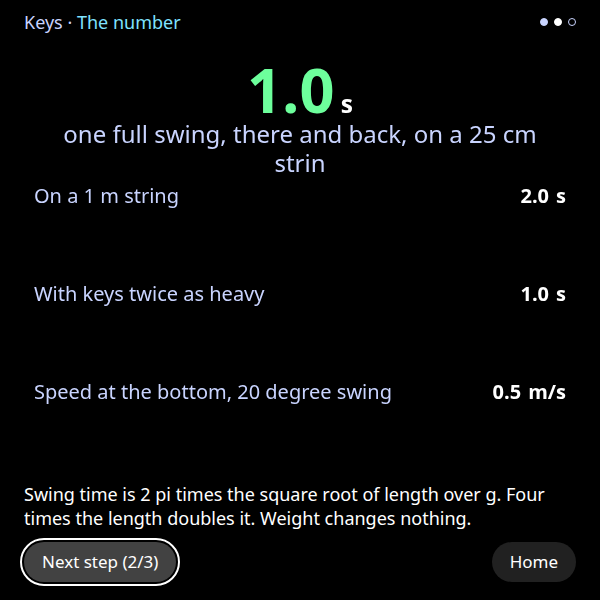 Keys · The number
1.0 s
one full swing, there and back, on a 25 cm
strin
On a 1 m string 2.0 s
With keys twice as heavy 1.0 s
Speed at the bottom, 20 degree swing 0.5 m/s
Swing time is 2 pi times the square root of length over g. Four
times the length doubles it. Weight changes nothing.
Next step (2/3) Home